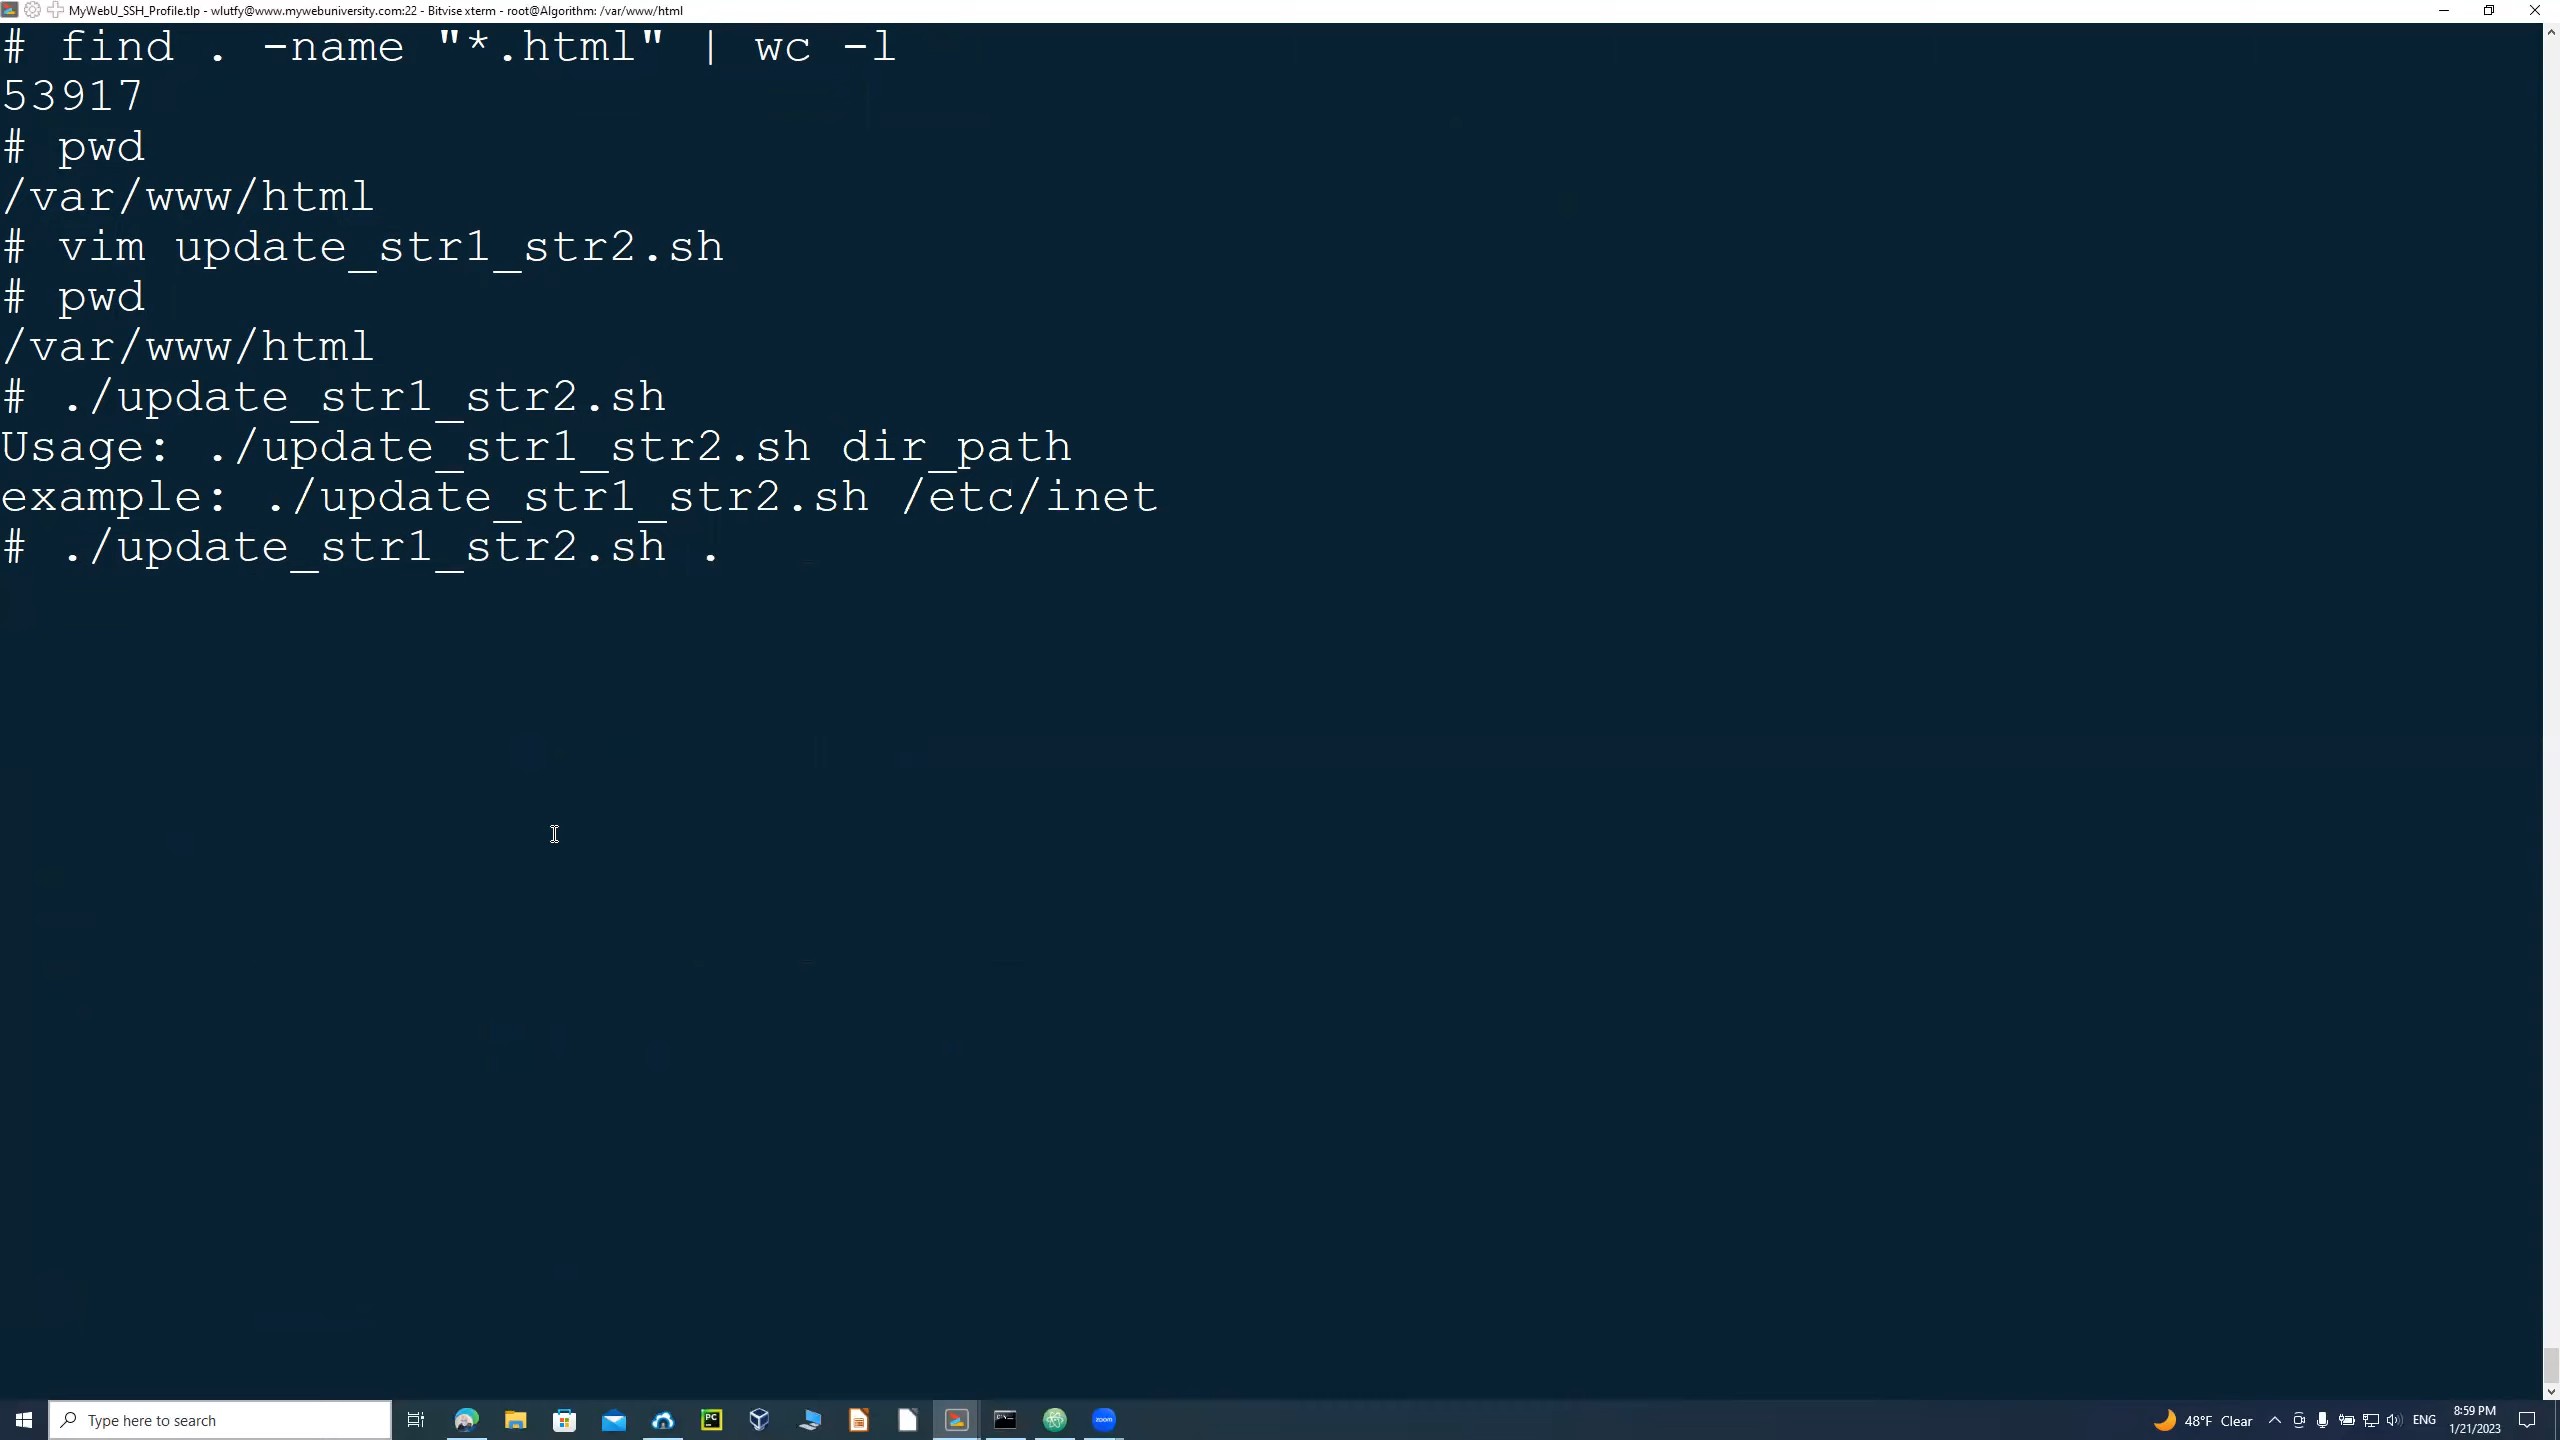 MyWebU_SSH_Profile.tlp - wlutfy@www.mywebuniversity.com:22 - Bitvise xterm - root@Algorithm: /var/www/html
# find . -name "*.html" | wc -l
53917
# pwd
/var/www/html
# vim update_str1_str2.sh
# pwd
/var/www/html
# ./update_str1_str2.sh
Usage: ./update_str1_str2.sh dir_path
example: ./update_str1_str2.sh /etc/inet
# ./update_str1_str2.sh .
Type here to search
PC
zoom
48°F Clear
ENG
8:59 PM
1/21/2023